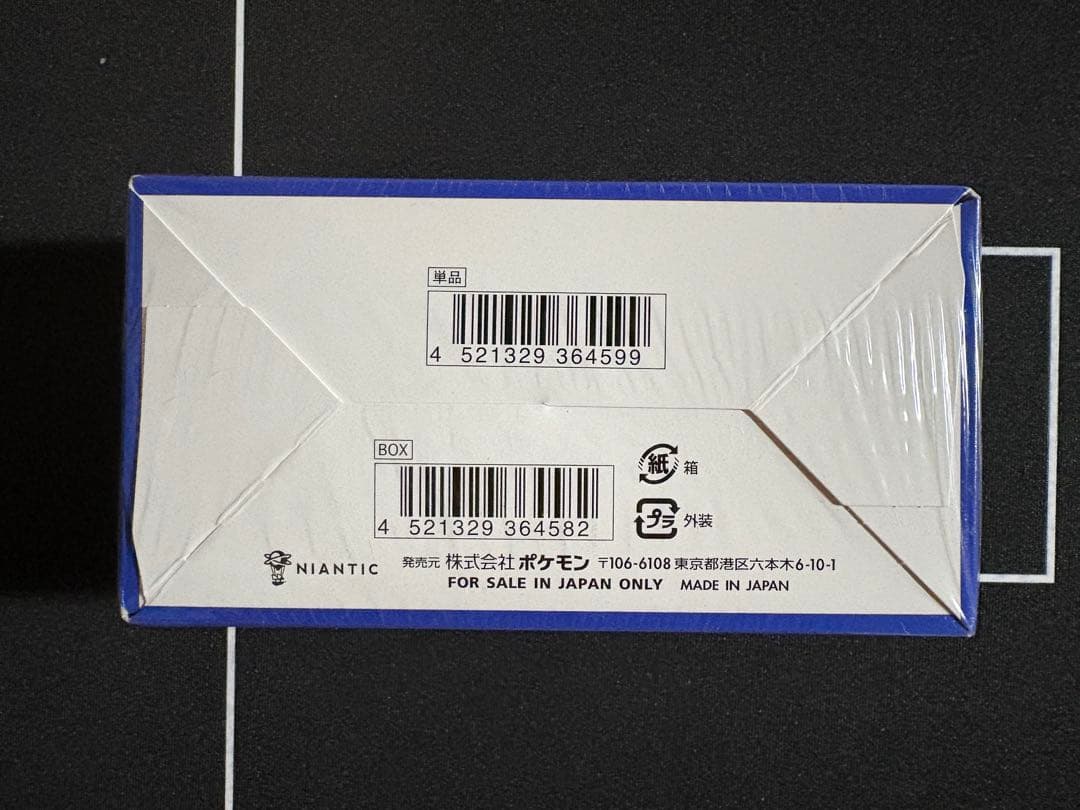 単品
4 521329 364599
BOX
4 521329 364582
紙 箱
プラ 外装
NIANTIC
発売元 株式会社 ポケモン 〒106-6108 東京都港区六本木6-10-1
FOR SALE IN JAPAN ONLY MADE IN JAPAN